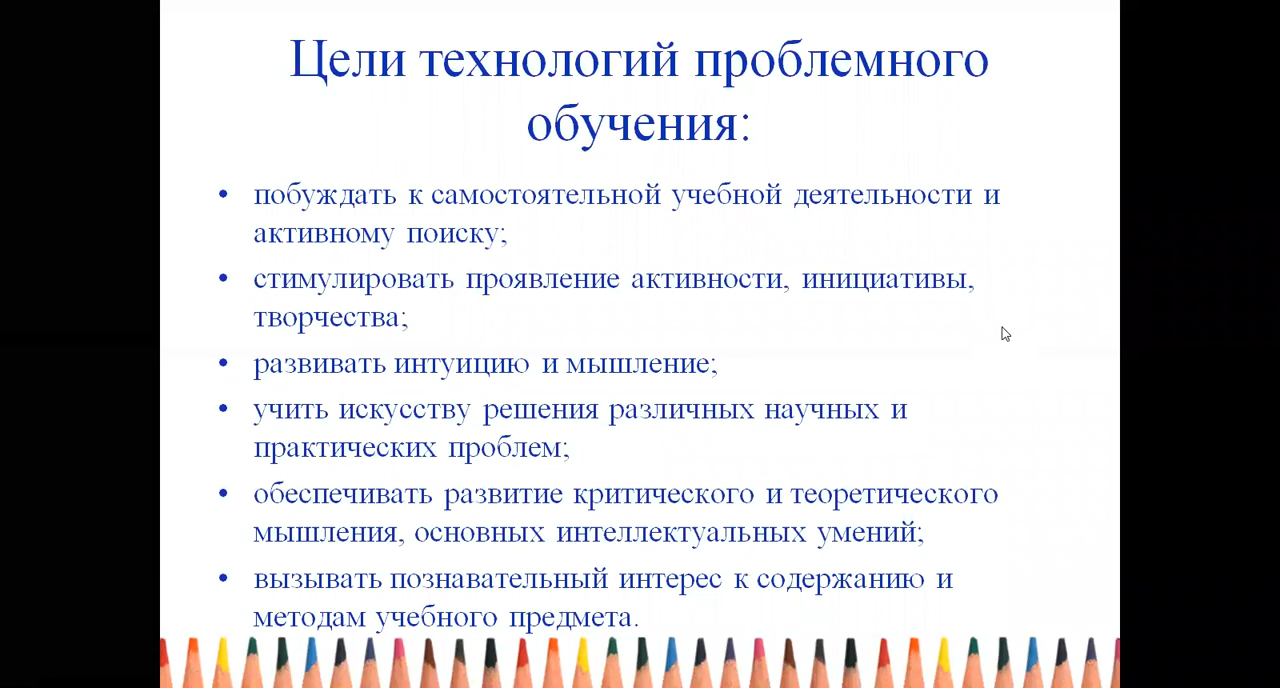 Цели технологий проблемного
обучения:
• побуждать к самостоятельной учебной деятельности и
активному поиску;
• стимулировать проявление активности, инициативы,
творчества;
• развивать интуицию и мышление;
• учить искусству решения различных научных и
практических проблем;
• обеспечивать развитие критического и теоретического
мышления, основных интеллектуальных умений;
• вызывать познавательный интерес к содержанию и
методам учебного предмета.